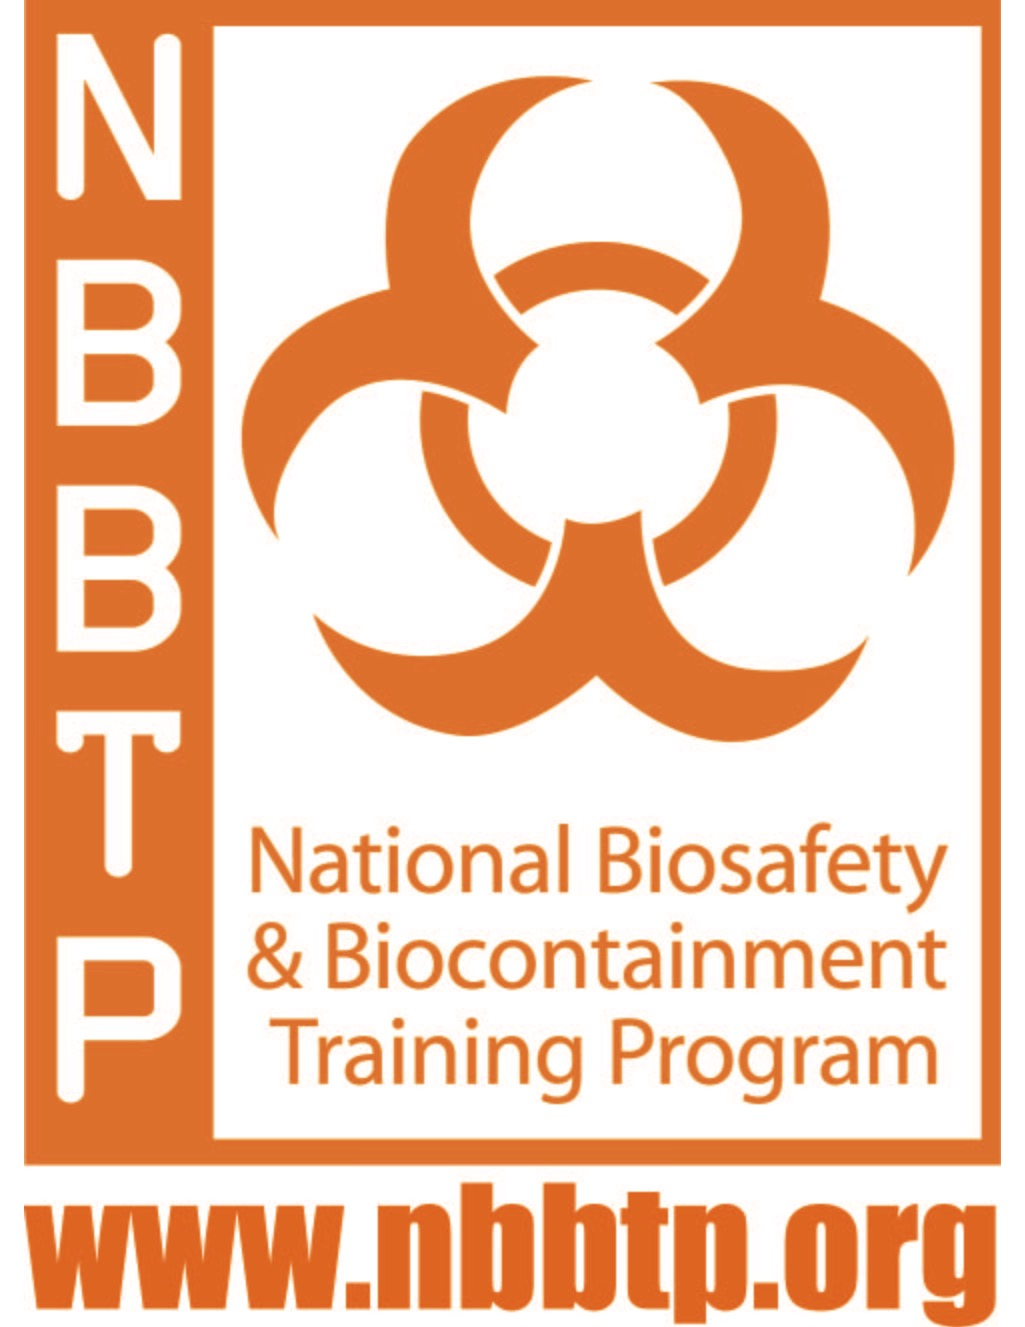 NBBTP
National Biosafety
& Biocontainment
Training Program
www.nbbtp.org